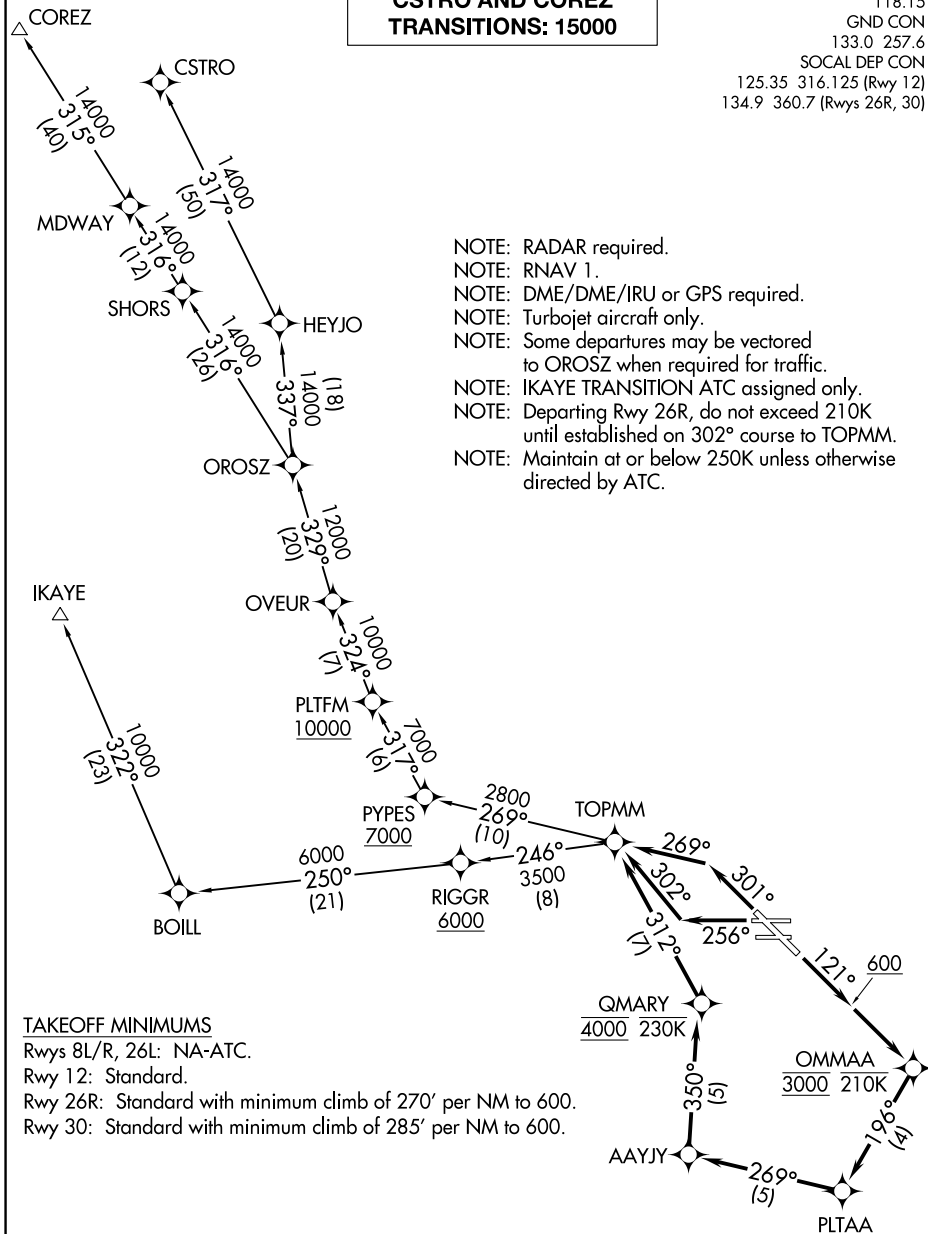 CSTRO AND COREZ
TRANSITIONS: 15000
118.15
GND CON
133.0 257.6
SOCAL DEP CON
125.35 316.125 (Rwy 12)
134.9 360.7 (Rwys 26R, 30)
COREZ
CSTRO
14000
315°
(40)
14000
317°
(50)
MDWAY
14000
316°
(12)
SHORS
HEYJO
14000
316°
(26)
(18)
14000
337°
OROSZ
NOTE: RADAR required.
NOTE: RNAV 1.
NOTE: DME/DME/IRU or GPS required.
NOTE: Turbojet aircraft only.
NOTE: Some departures may be vectored
to OROSZ when required for traffic.
NOTE: IKAYE TRANSITION ATC assigned only.
NOTE: Departing Rwy 26R, do not exceed 210K
until established on 302° course to TOPMM.
NOTE: Maintain at or below 250K unless otherwise
directed by ATC.
12000
329°
(20)
IKAYE
OVEUR
10000
324°
(7)
PLTFM
10000
10000
322°
(23)
7000
317°
(6)
PYPES
7000
2800
269°
(10)
TOPMM
6000
250°
(21)
RIGGR
6000
246°
3500
(8)
BOILL
269°
301°
302°
256°
312°
(7)
121°
600
QMARY
4000 230K
OMMAA
3000 210K
350°
(5)
196°
(4)
AAYJY
269°
(5)
PLTAA
TAKEOFF MINIMUMS
Rwys 8L/R, 26L: NA-ATC.
Rwy 12: Standard.
Rwy 26R: Standard with minimum climb of 270' per NM to 600.
Rwy 30: Standard with minimum climb of 285' per NM to 600.